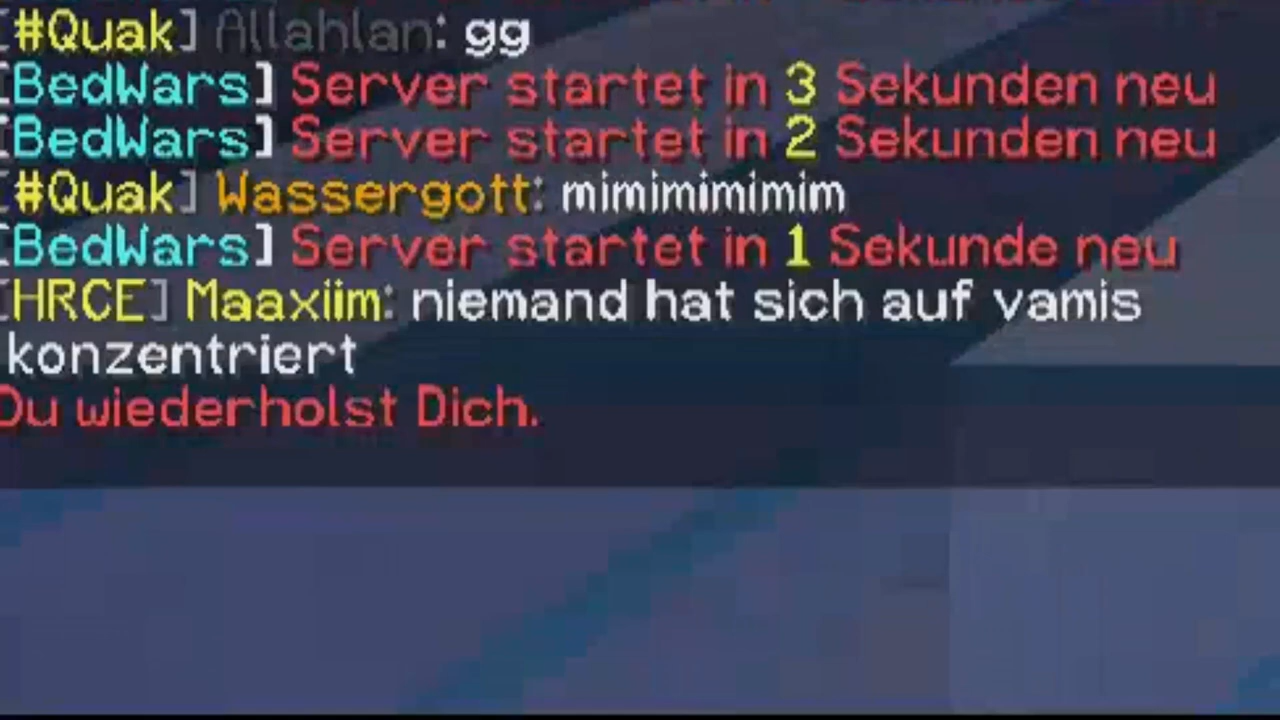 [#Quak] Allahlan: gg
[BedWars] Server startet in 3 Sekunden neu
[BedWars] Server startet in 2 Sekunden neu
[#Quak] Wassergott: mimimimimim
[BedWars] Server startet in 1 Sekunde neu
[HRCE] Maaxiim: niemand hat sich auf vamis
konzentriert
Du wiederholst Dich.